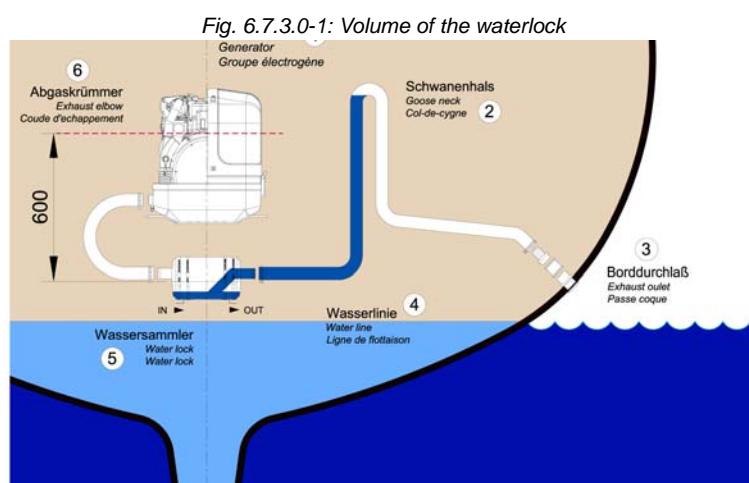 Fig. 6.7.3.0-1: Volume of the waterlock
Generator
Groupe électrogène
6
Abgaskrümmer
Exhaust elbow
Coude d'echappement
Schwanenhals
Goose neck
Col-de-cygne
2
600
3
Borddurchlaß
Exhaust oulet
Passe coque
IN
OUT
4
Wasserlinie
Water line
Ligne de flottaison
Wassersammler
Water lock
Water lock
5